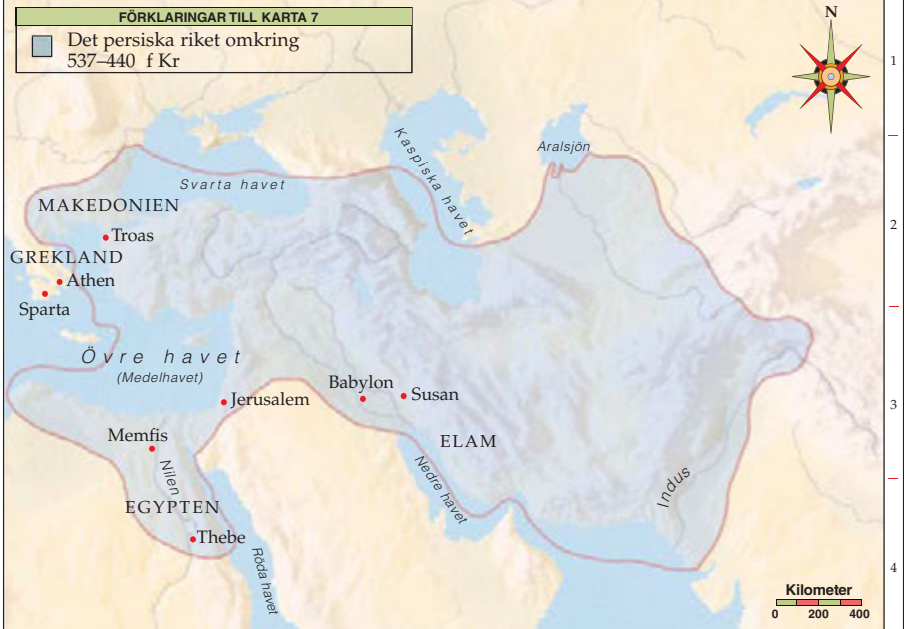 FÖRKLARINGAR TILL KARTA 7
Det persiska riket omkring
537–440 f Kr
N
1
Kaspiska havet
Aralsjön
Svarta havet
MAKEDONIEN
2
Troas
GREKLAND
Athen
Sparta
Övre havet
(Medelhavet)
Babylon
Susan
Jerusalem
3
Memfis
ELAM
Nilen
Nedre havet
Indus
EGYPTEN
Thebe
Röda havet
4
Kilometer
0 200 400